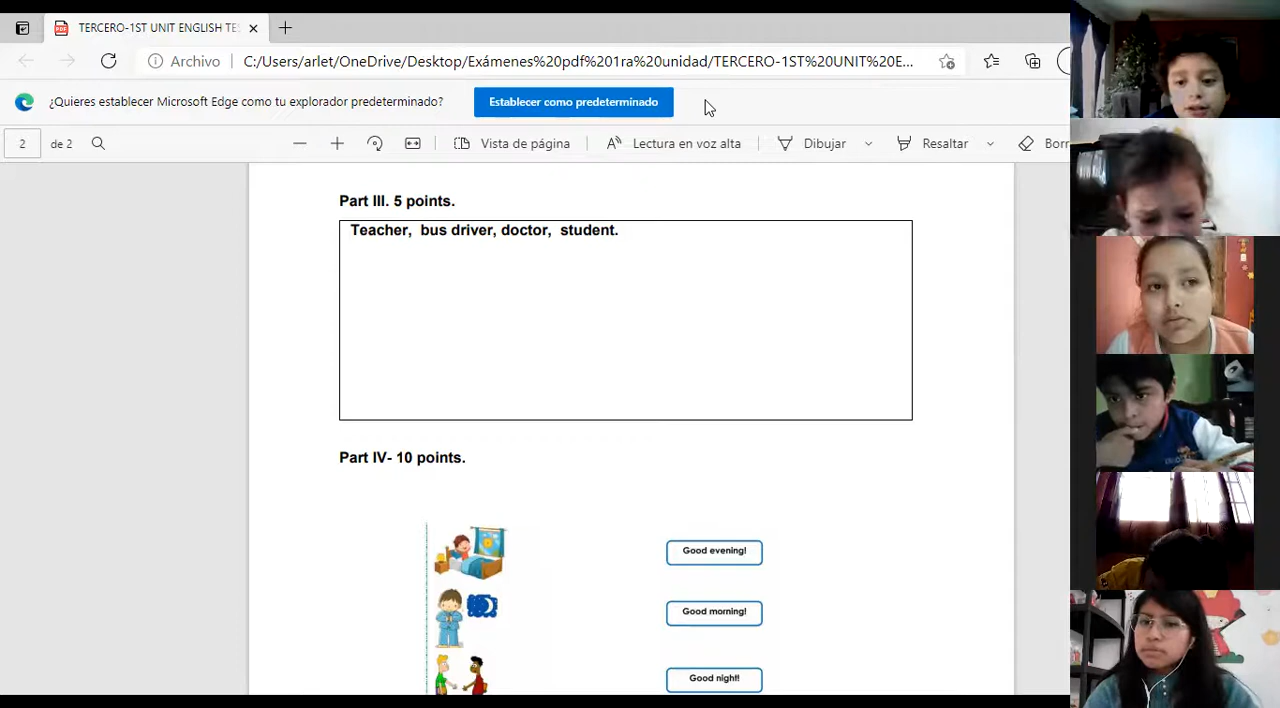 TERCERO-1ST UNIT ENGLISH TES
Archivo
C:/Users/arlet/OneDrive/Desktop/Exámenes%20pdf%201ra%20unidad/TERCERO-1ST%20UNIT%20E...
¿Quieres establecer Microsoft Edge como tu explorador predeterminado?
Establecer como predeterminado
2 de 2
Vista de página
Lectura en voz alta
Dibujar
Resaltar
Borr
Part III. 5 points.
Teacher, bus driver, doctor, student.
Part IV- 10 points.
Good evening!
Good morning!
Good night!